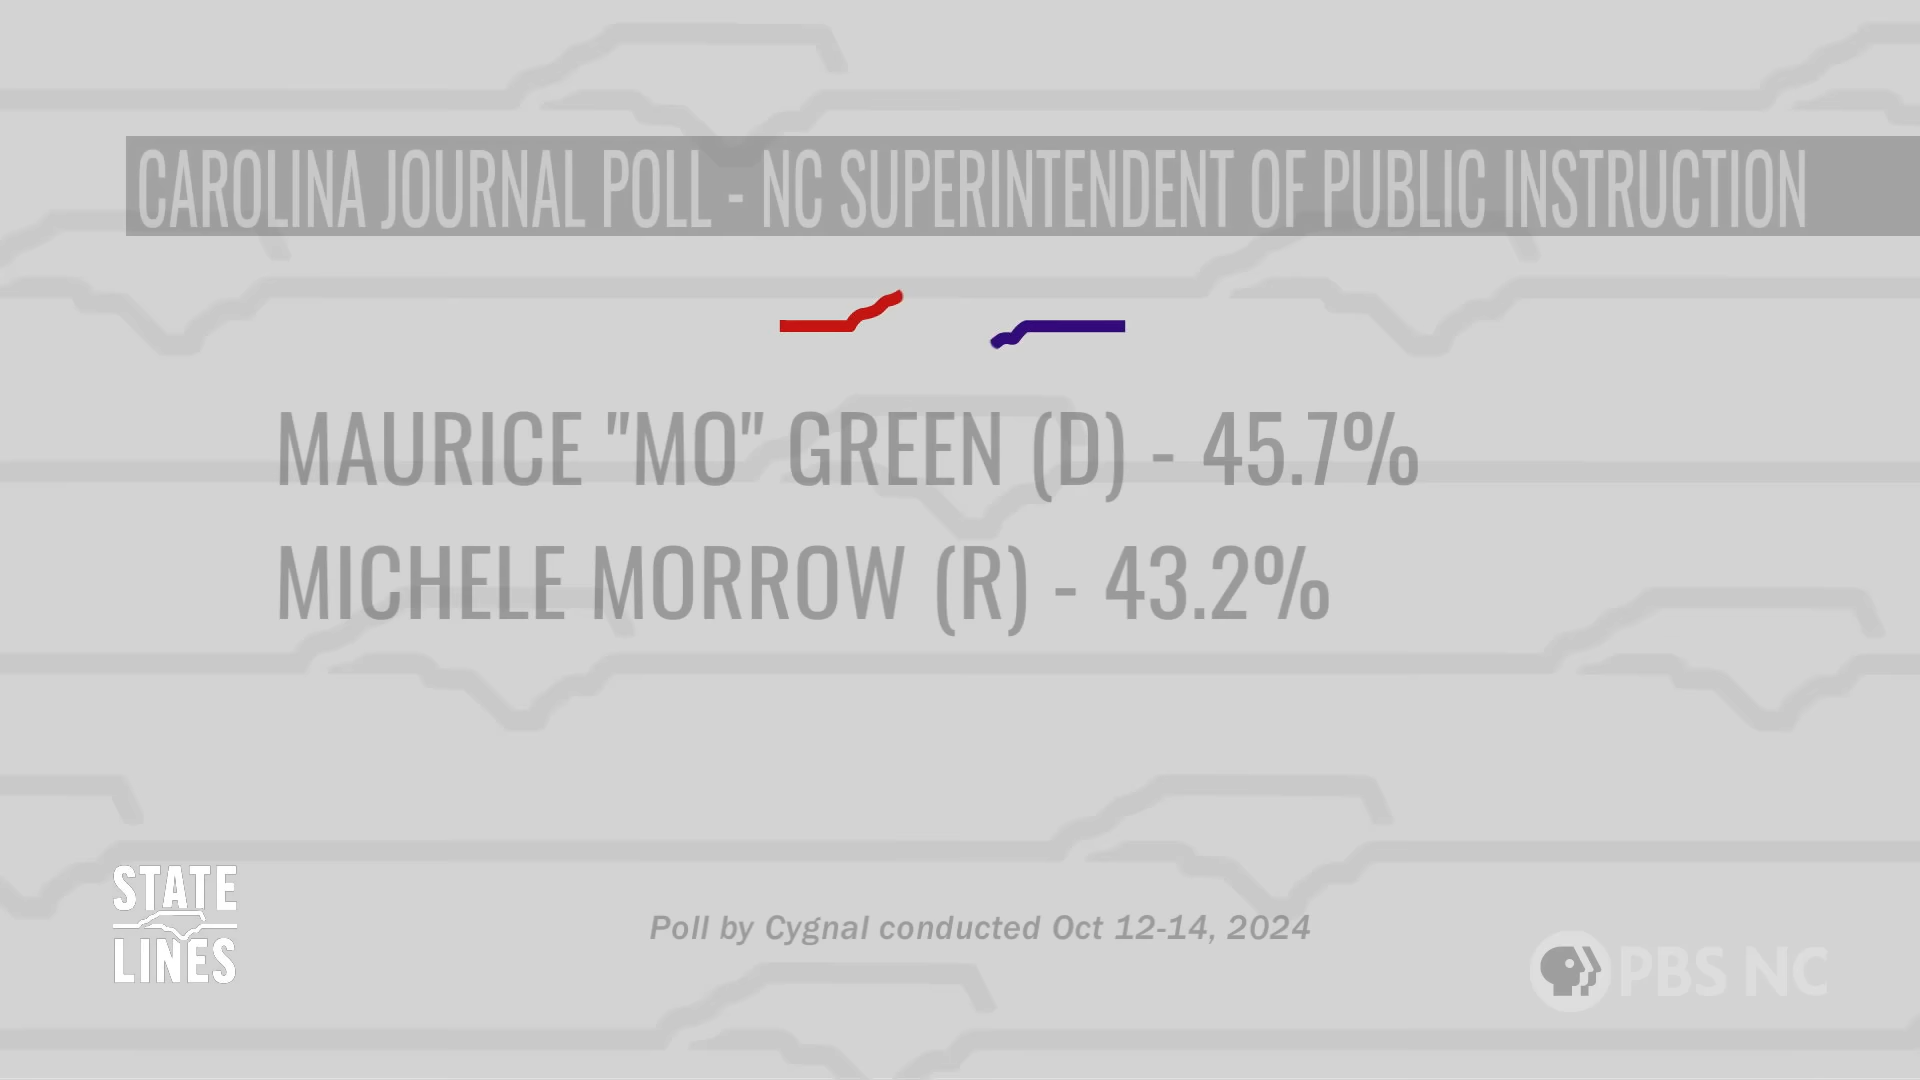 CAROLINA JOURNAL POLL - NC SUPERINTENDENT OF PUBLIC INSTRUCTION
MAURICE "MO" GREEN (D) - 45.7%
MICHELE MORROW (R) - 43.2%
STATE
LINES
Poll by Cygnal conducted Oct 12-14, 2024
PBS NC